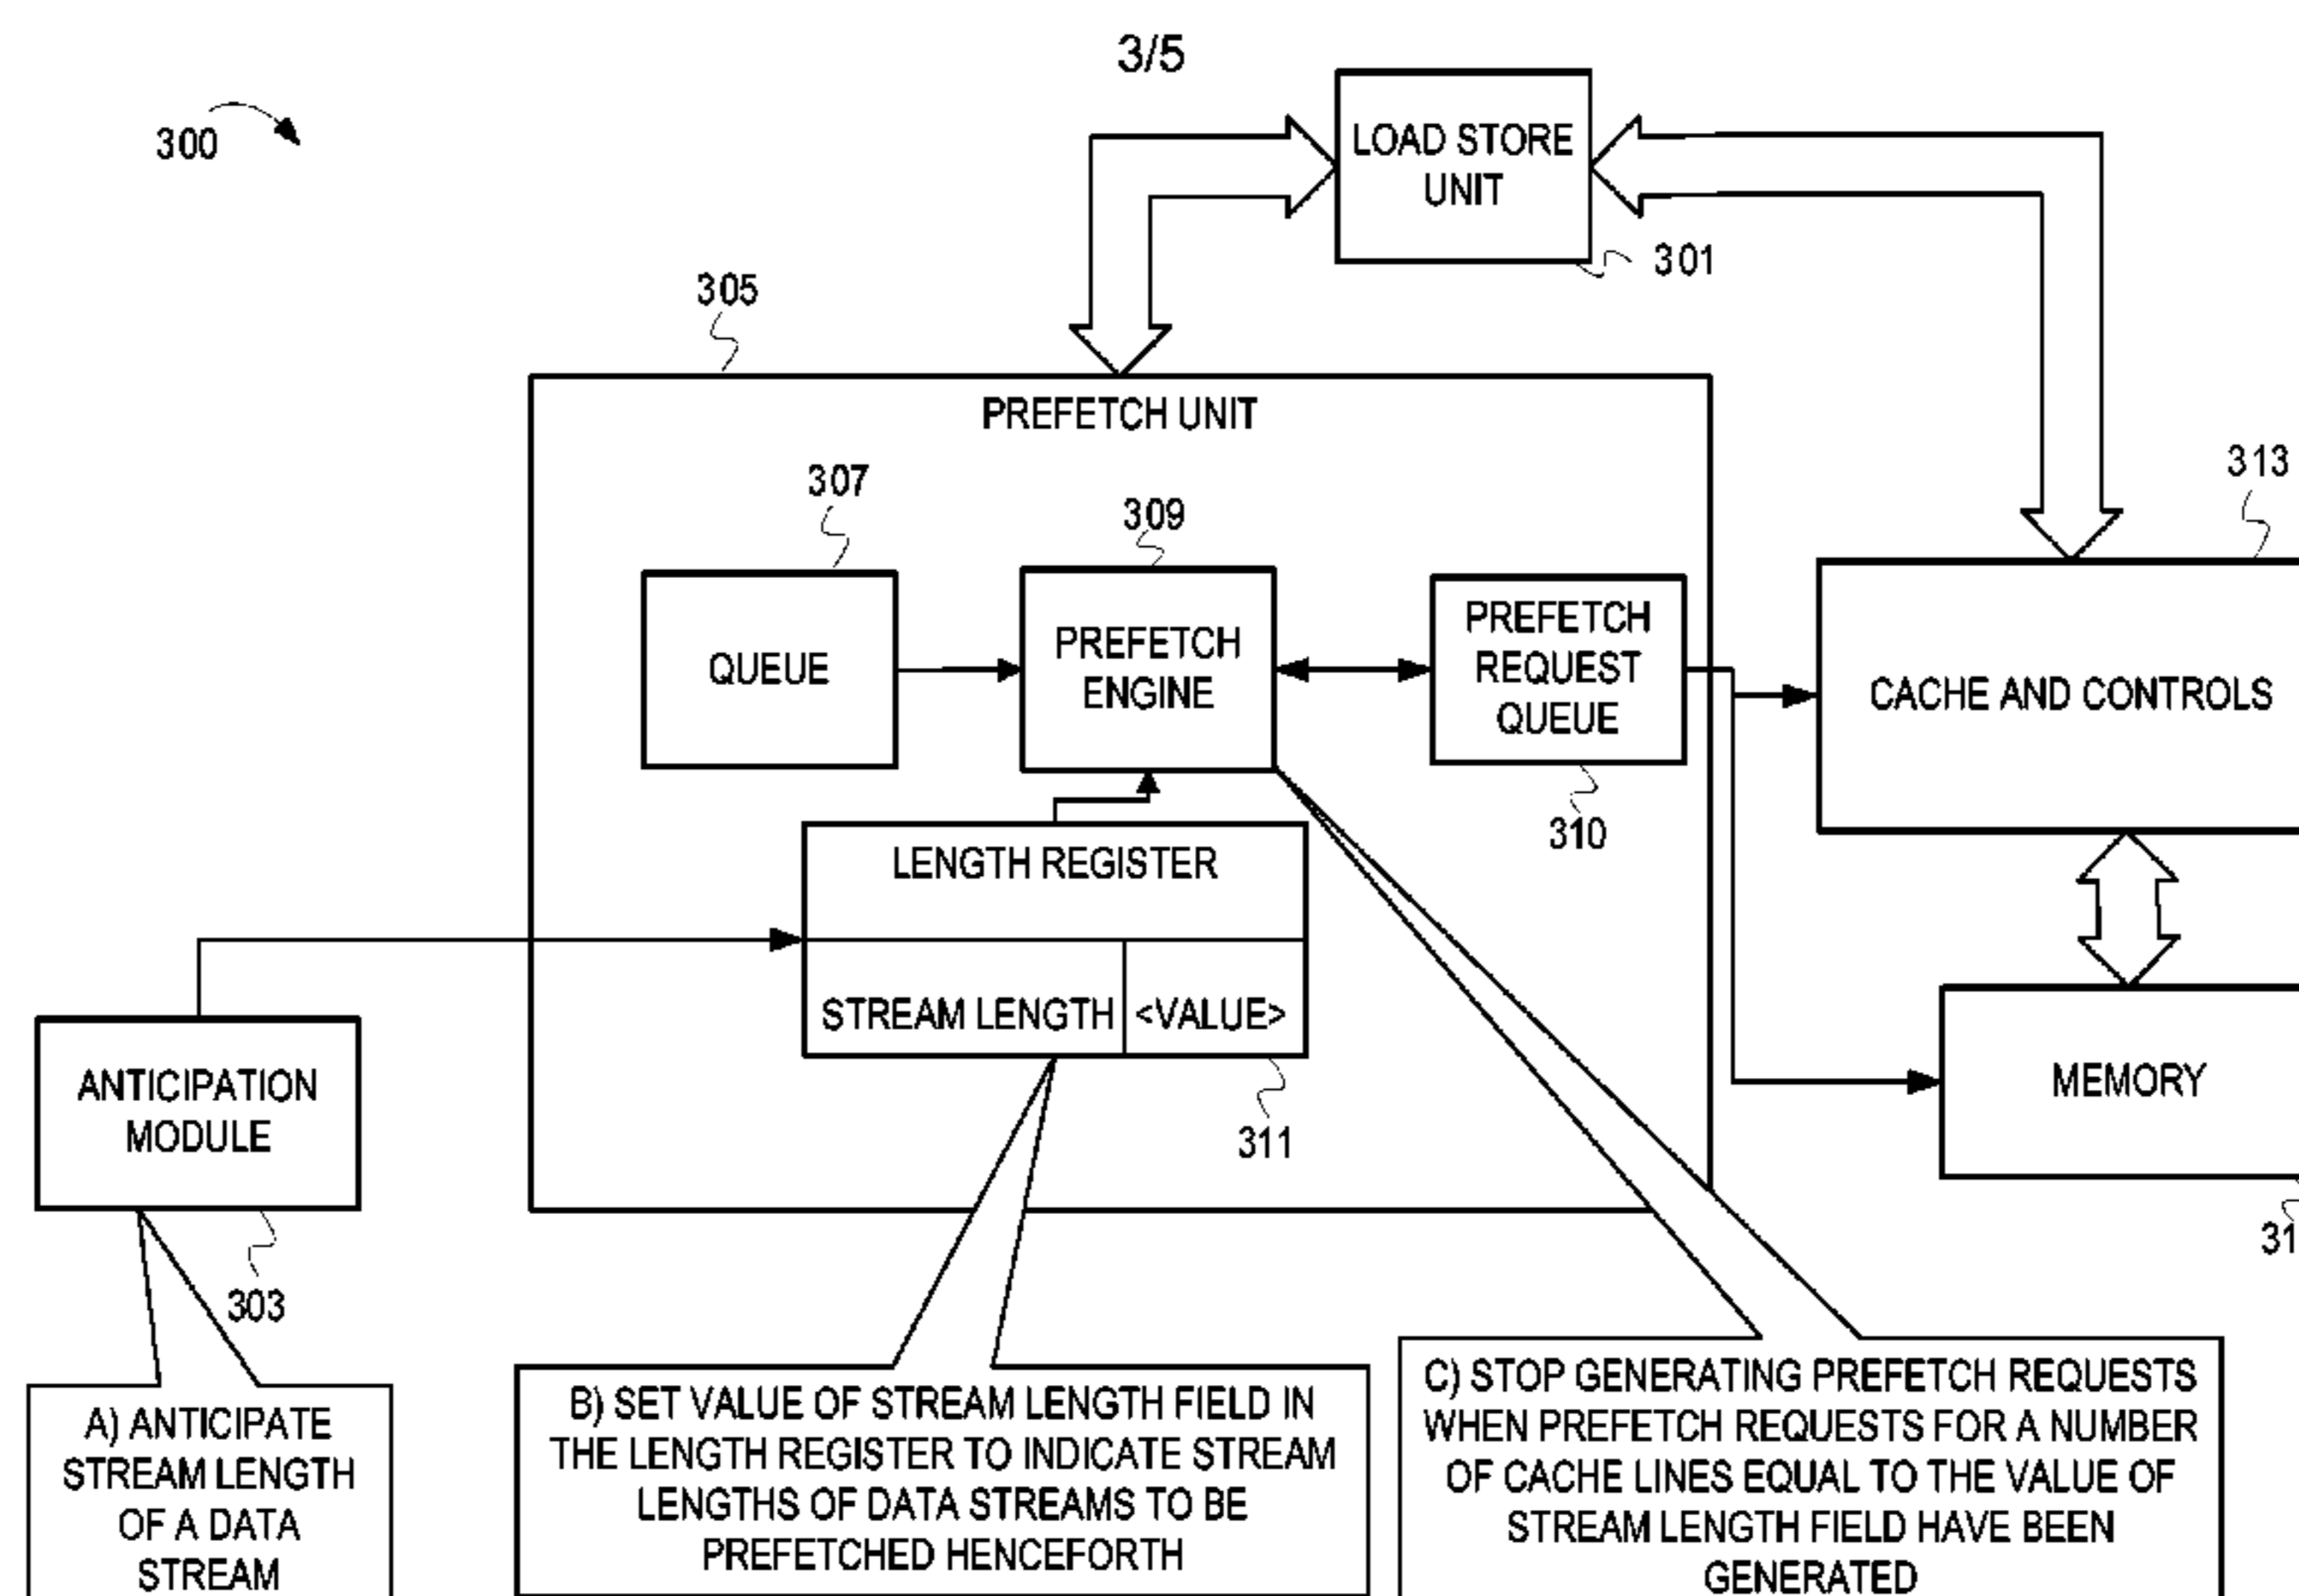 3/5
300
LOAD STORE
UNIT
301
305
PREFETCH UNIT
313
307
309
QUEUE
PREFETCH
ENGINE
PREFETCH
REQUEST
QUEUE
CACHE AND CONTROLS
310
LENGTH REGISTER
STREAM LENGTH
<VALUE>
ANTICIPATION
MODULE
MEMORY
311
31
303
A) ANTICIPATE
STREAM LENGTH
OF A DATA
STREAM
B) SET VALUE OF STREAM LENGTH FIELD IN
THE LENGTH REGISTER TO INDICATE STREAM
LENGTHS OF DATA STREAMS TO BE
PREFETCHED HENCEFORTH
C) STOP GENERATING PREFETCH REQUESTS
WHEN PREFETCH REQUESTS FOR A NUMBER
OF CACHE LINES EQUAL TO THE VALUE OF
STREAM LENGTH FIELD HAVE BEEN
GENERATED